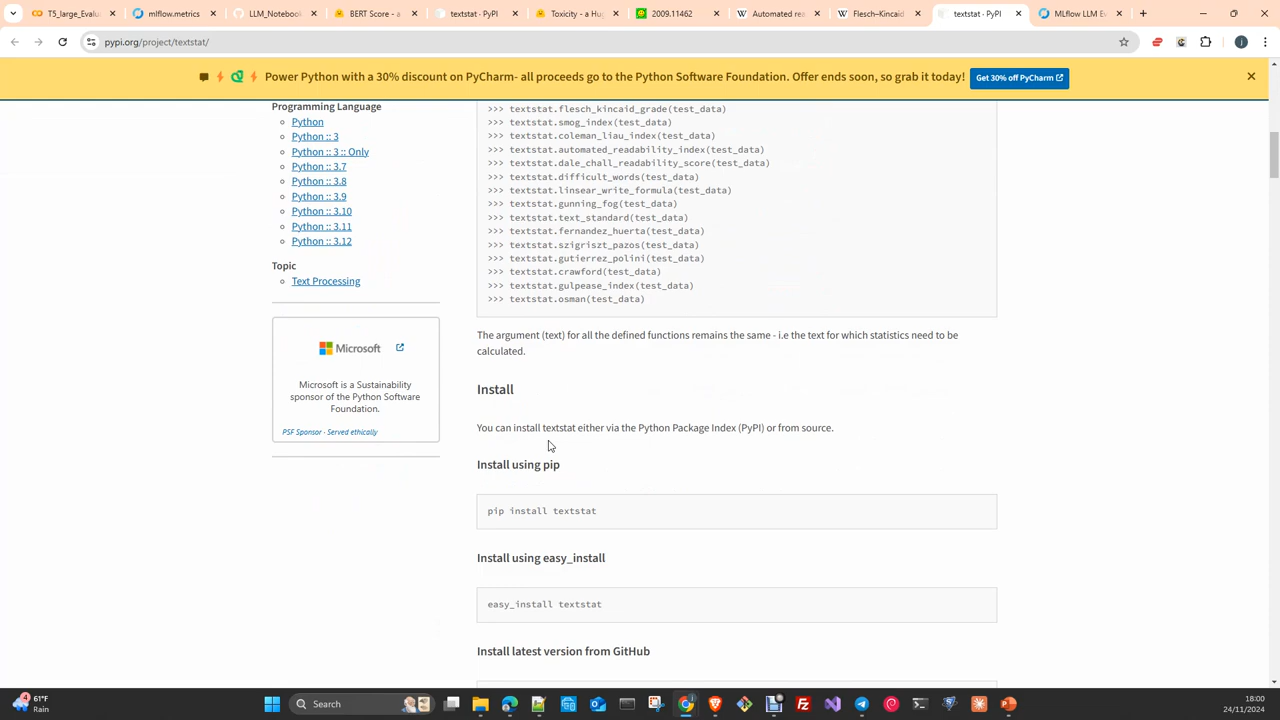 T5_large_Evalua
mlflow.metrics
LLM_Notebook
BERT Score - a
textstat · PyPI
Toxicity - a Hug
2009.11462
Automated rea
Flesch–Kincaid
textstat · PyPI
MLflow LLM Ev
pypi.org/project/textstat/
Power Python with a 30% discount on PyCharm- all proceeds go to the Python Software Foundation. Offer ends soon, so grab it today!
Get 30% off PyCharm
Programming Language
Python
Python :: 3
Python :: 3 :: Only
Python :: 3.7
Python :: 3.8
Python :: 3.9
Python :: 3.10
Python :: 3.11
Python :: 3.12
Topic
Text Processing
Microsoft
Microsoft is a Sustainability
sponsor of the Python Software
Foundation.
PSF Sponsor · Served ethically
>>> textstat.flesch_kincaid_grade(test_data)
>>> textstat.smog_index(test_data)
>>> textstat.coleman_liau_index(test_data)
>>> textstat.automated_readability_index(test_data)
>>> textstat.dale_chall_readability_score(test_data)
>>> textstat.difficult_words(test_data)
>>> textstat.linsear_write_formula(test_data)
>>> textstat.gunning_fog(test_data)
>>> textstat.text_standard(test_data)
>>> textstat.fernandez_huerta(test_data)
>>> textstat.szigriszt_pazos(test_data)
>>> textstat.gutierrez_polini(test_data)
>>> textstat.crawford(test_data)
>>> textstat.gulpease_index(test_data)
>>> textstat.osman(test_data)
The argument (text) for all the defined functions remains the same - i.e the text for which statistics need to be
calculated.
Install
You can install textstat either via the Python Package Index (PyPI) or from source.
Install using pip
pip install textstat
Install using easy_install
easy_install textstat
Install latest version from GitHub
4
61°F
Rain
Search
18:00
24/11/2024